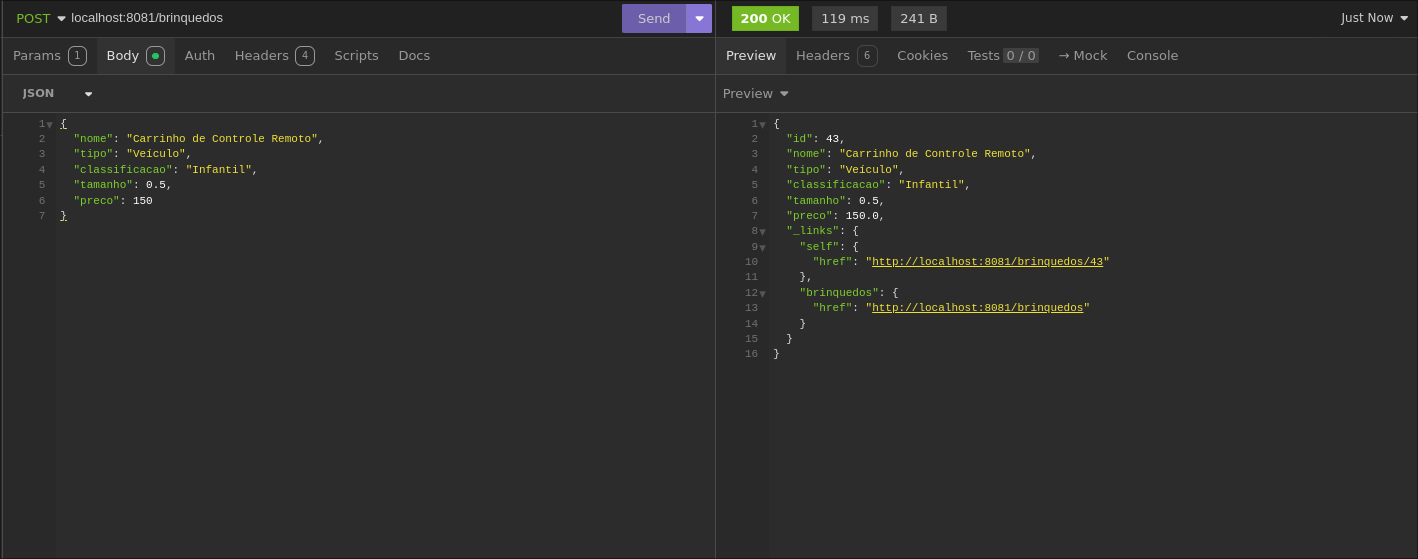 POST localhost:8081/brinquedos Send
Params 1 Body Auth Headers 4 Scripts Docs
JSON
1 {
2 "nome": "Carrinho de Controle Remoto",
3 "tipo": "Veículo",
4 "classificacao": "Infantil",
5 "tamanho": 0.5,
6 "preco": 150
7 }
200 OK 119 ms 241 B Just Now
Preview Headers 6 Cookies Tests 0 / 0 → Mock Console
Preview
1 {
2 "id": 43,
3 "nome": "Carrinho de Controle Remoto",
4 "tipo": "Veículo",
5 "classificacao": "Infantil",
6 "tamanho": 0.5,
7 "preco": 150.0,
8 "_links": {
9 "self": {
10 "href": "http://localhost:8081/brinquedos/43"
11 },
12 "brinquedos": {
13 "href": "http://localhost:8081/brinquedos"
14 }
15 }
16 }